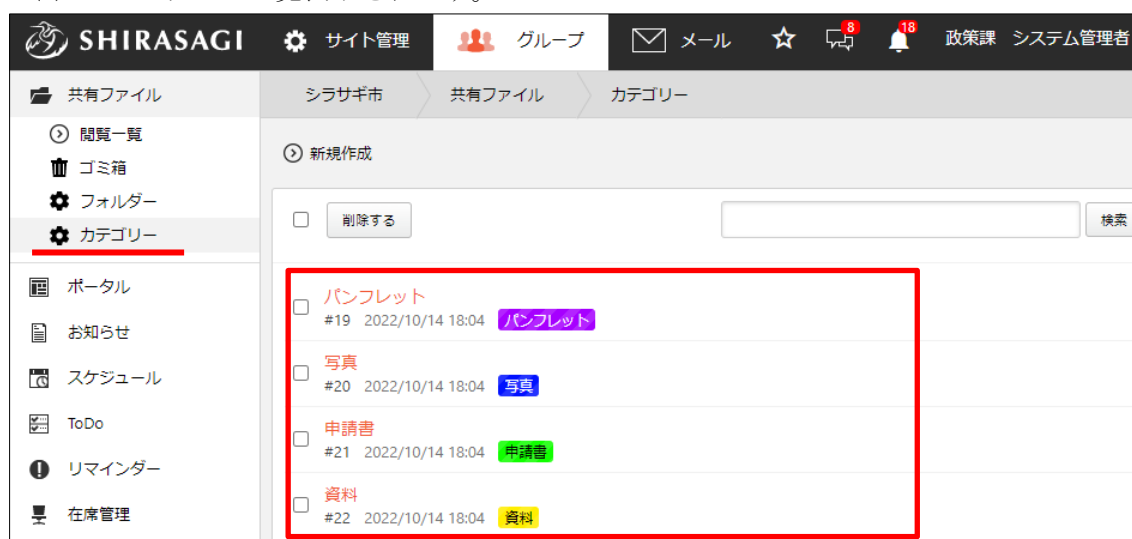 SHIRASAGI サイト管理 グループ メール 8 18 政策課 システム管理者
共有ファイル
閲覧一覧
ゴミ箱
フォルダー
カテゴリー
ポータル
お知らせ
スケジュール
ToDo
リマインダー
在席管理
シラサギ市 共有ファイル カテゴリー
新規作成
削除する 検索
パンフレット
#19 2022/10/14 18:04 パンフレット
写真
#20 2022/10/14 18:04 写真
申請書
#21 2022/10/14 18:04 申請書
資料
#22 2022/10/14 18:04 資料